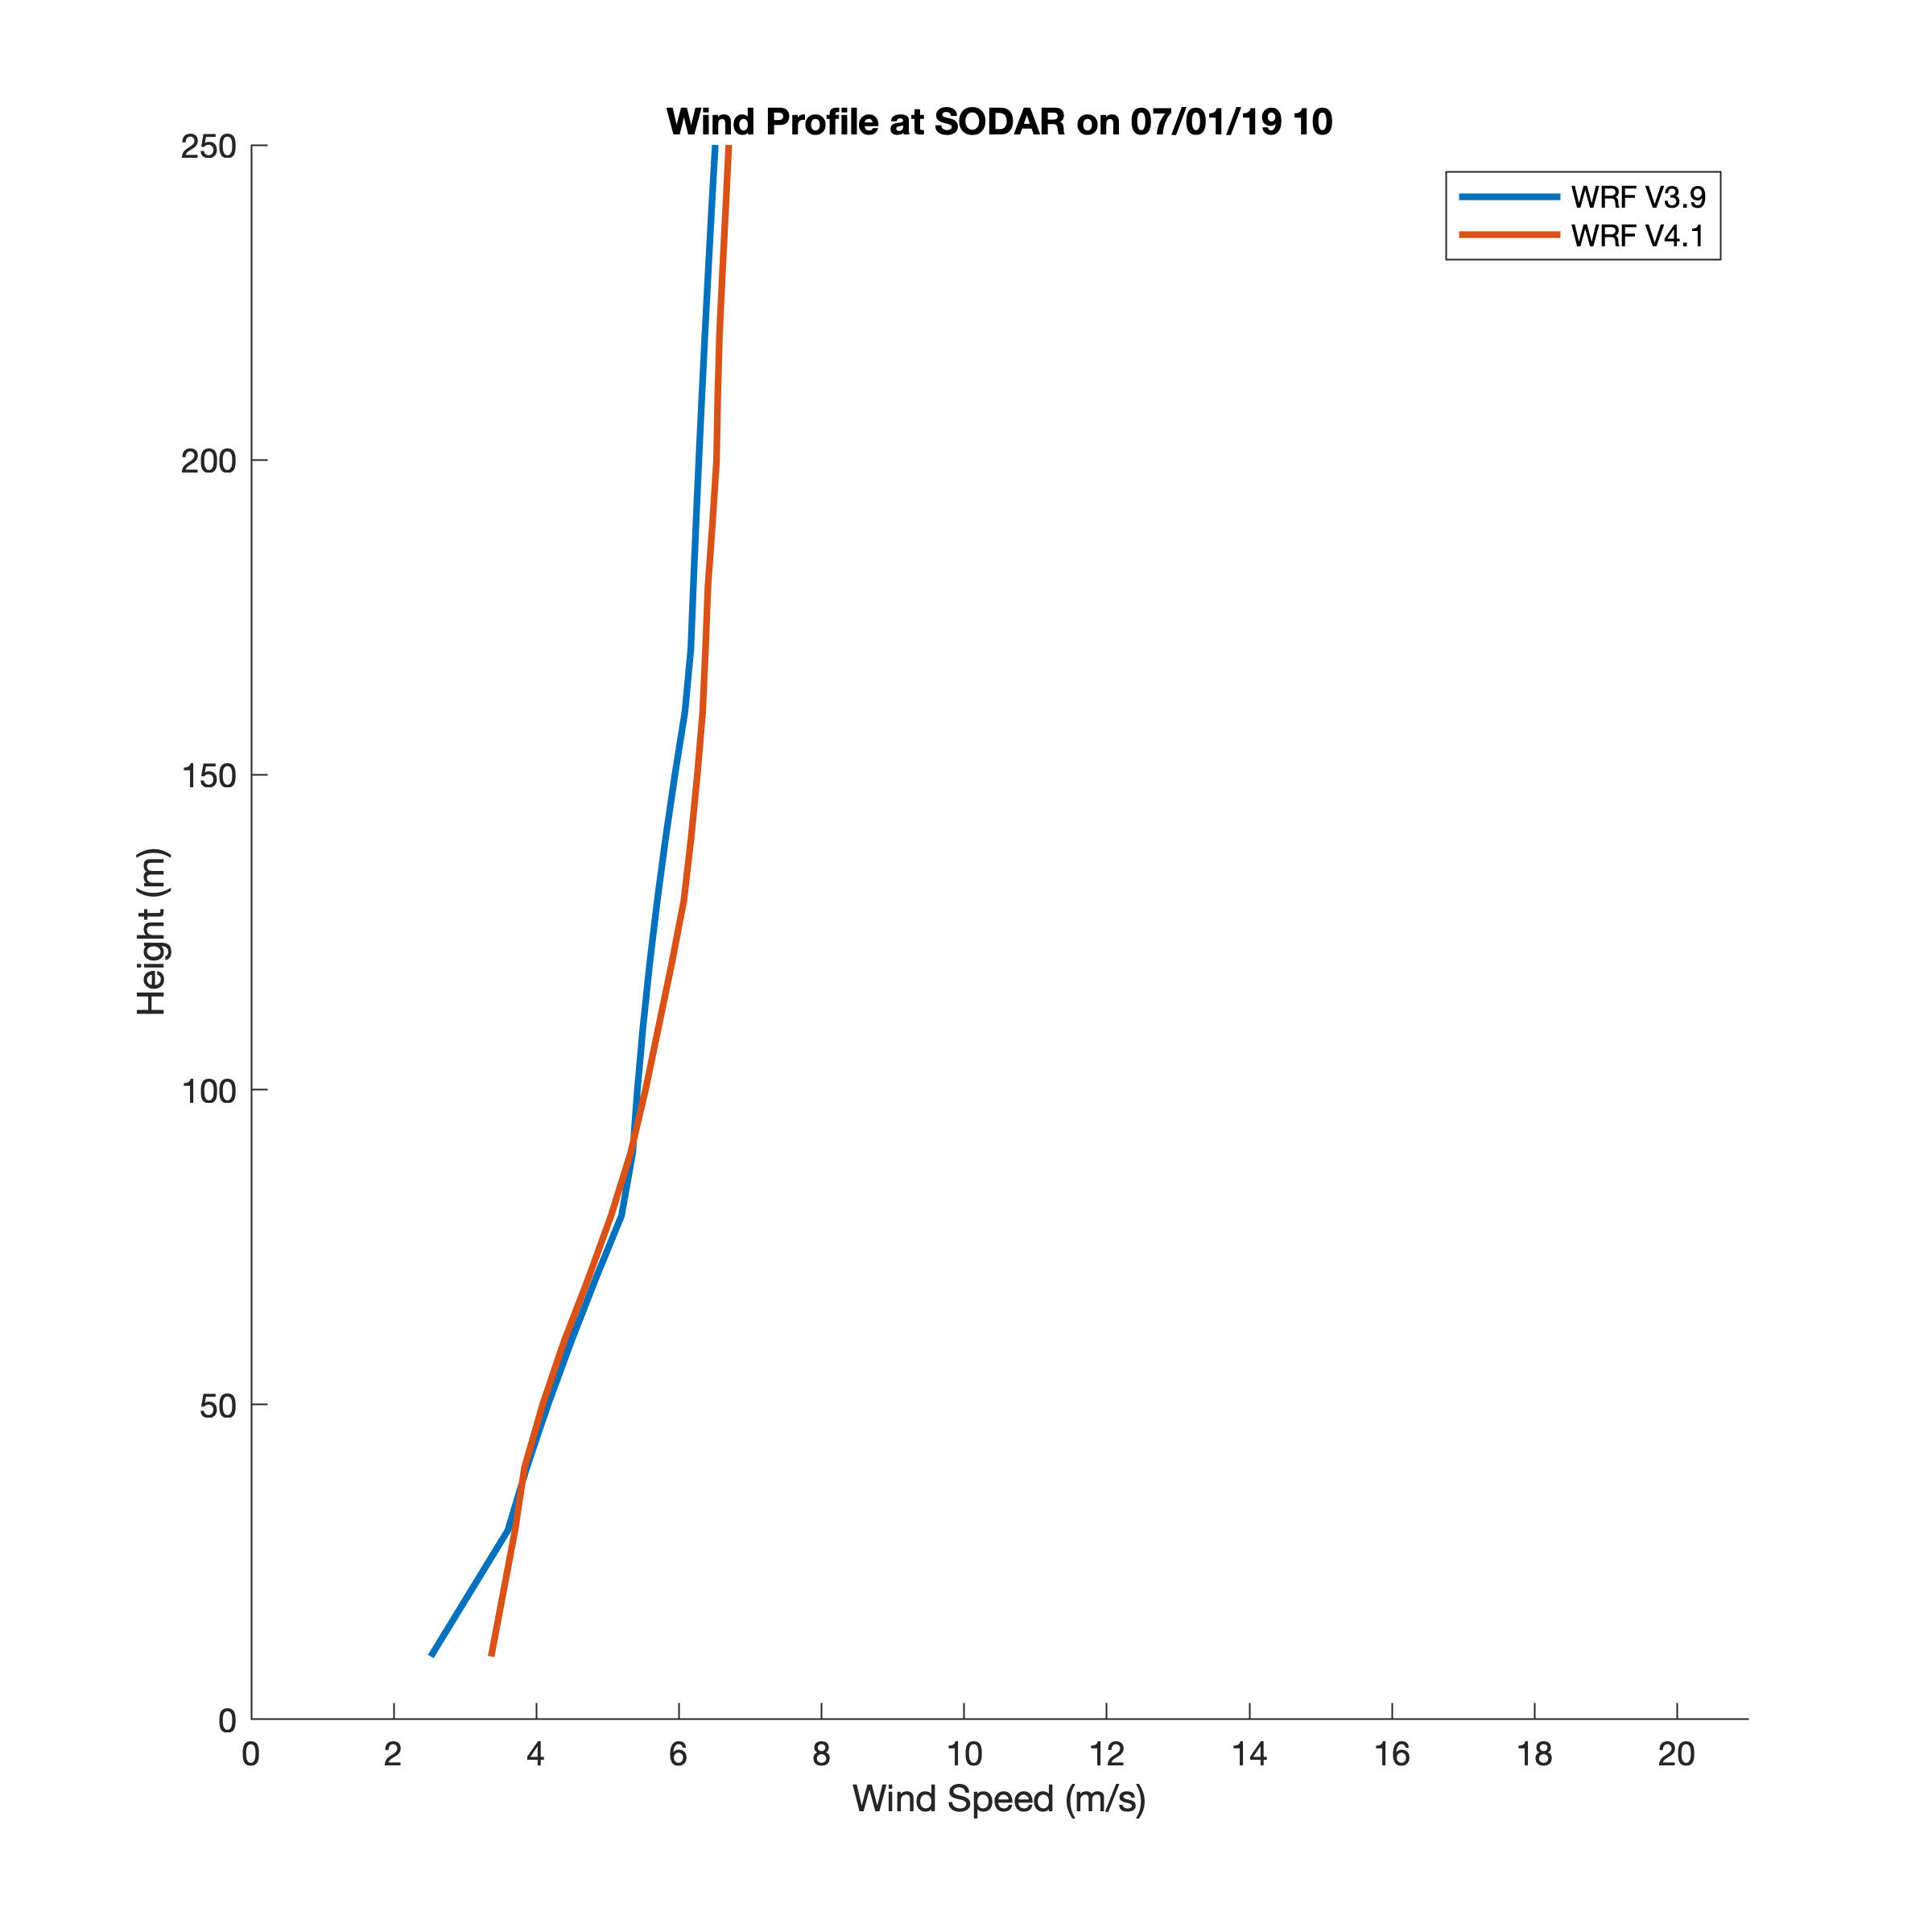 Wind Profile at SODAR on 07/01/19 10
WRF V3.9
WRF V4.1
250
200
150
100
50
0
Height (m)
0 2 4 6 8 10 12 14 16 18 20
Wind Speed (m/s)